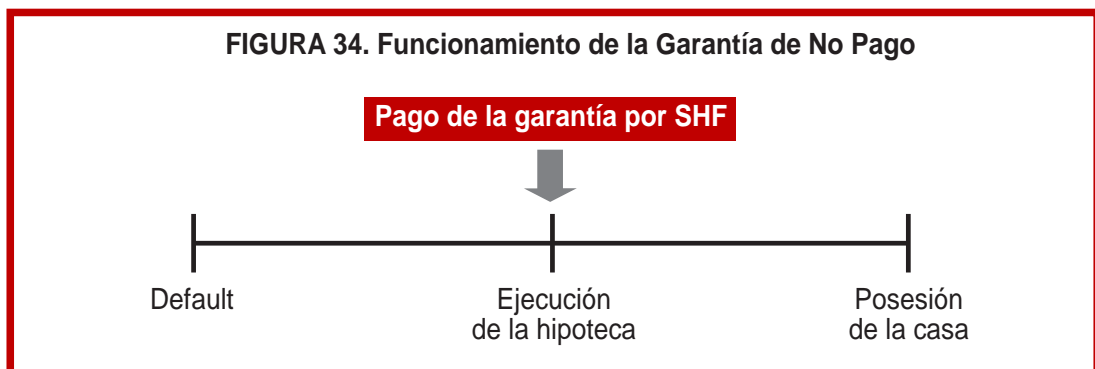 FIGURA 34. Funcionamiento de la Garantía de No Pago
Pago de la garantía por SHF
Default
Ejecución
de la hipoteca
Posesión
de la casa